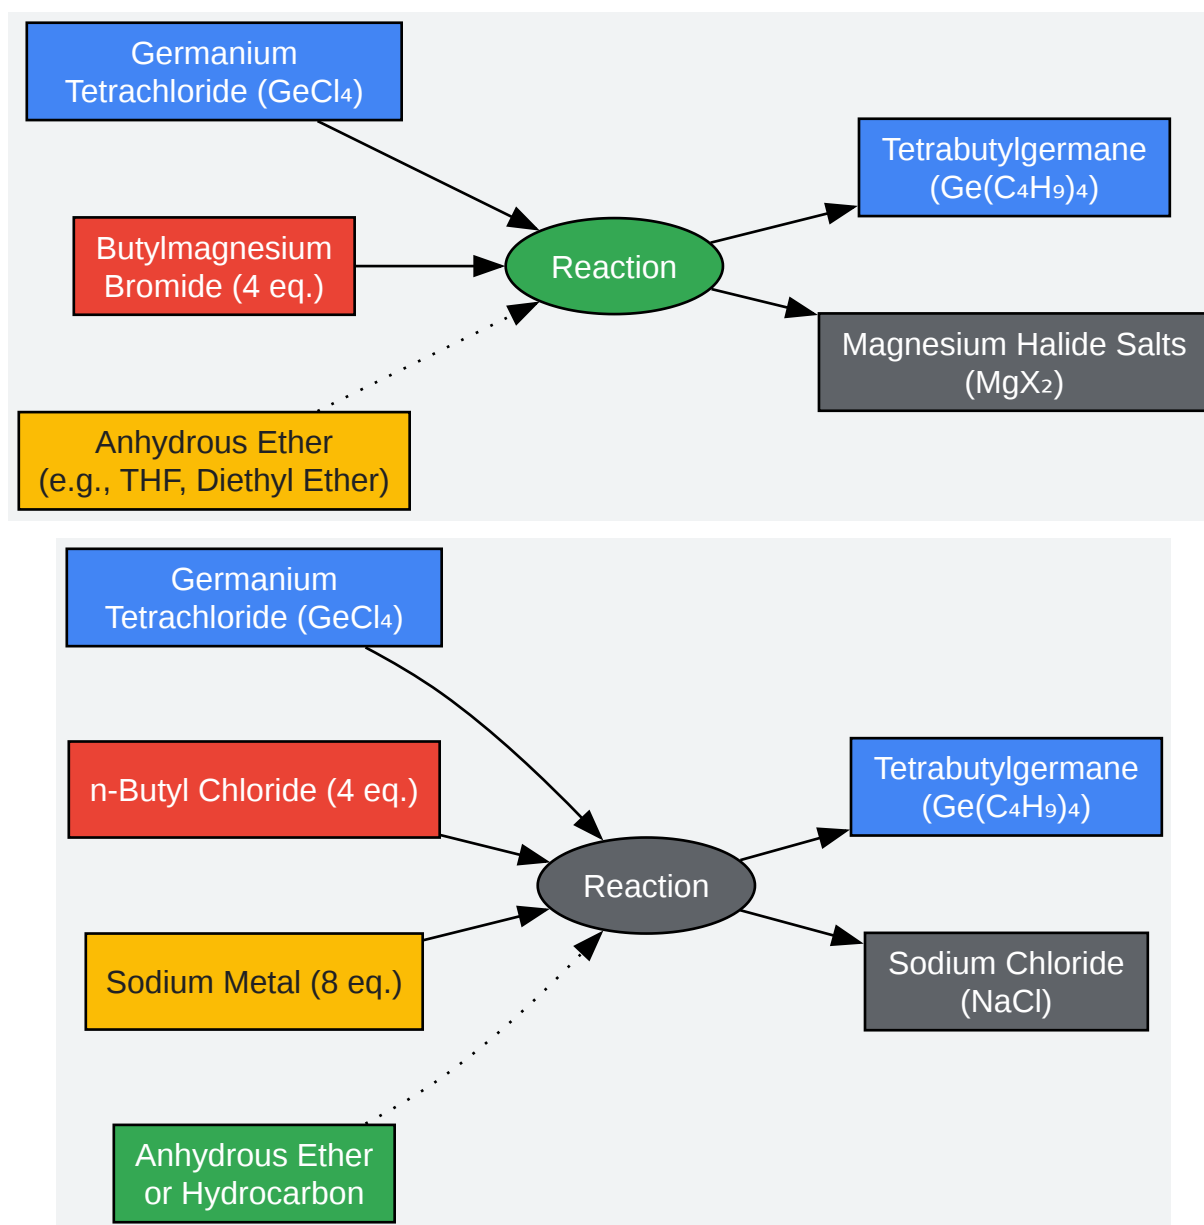 Germanium
Tetrachloride (GeCl₄)
Butylmagnesium
Bromide (4 eq.)
Anhydrous Ether
(e.g., THF, Diethyl Ether)
Reaction
Tetrabutylgermane
(Ge(C₄H₉)₄)
Magnesium Halide Salts
(MgX₂)
Germanium
Tetrachloride (GeCl₄)
n-Butyl Chloride (4 eq.)
Sodium Metal (8 eq.)
Anhydrous Ether
or Hydrocarbon
Reaction
Tetrabutylgermane
(Ge(C₄H₉)₄)
Sodium Chloride
(NaCl)